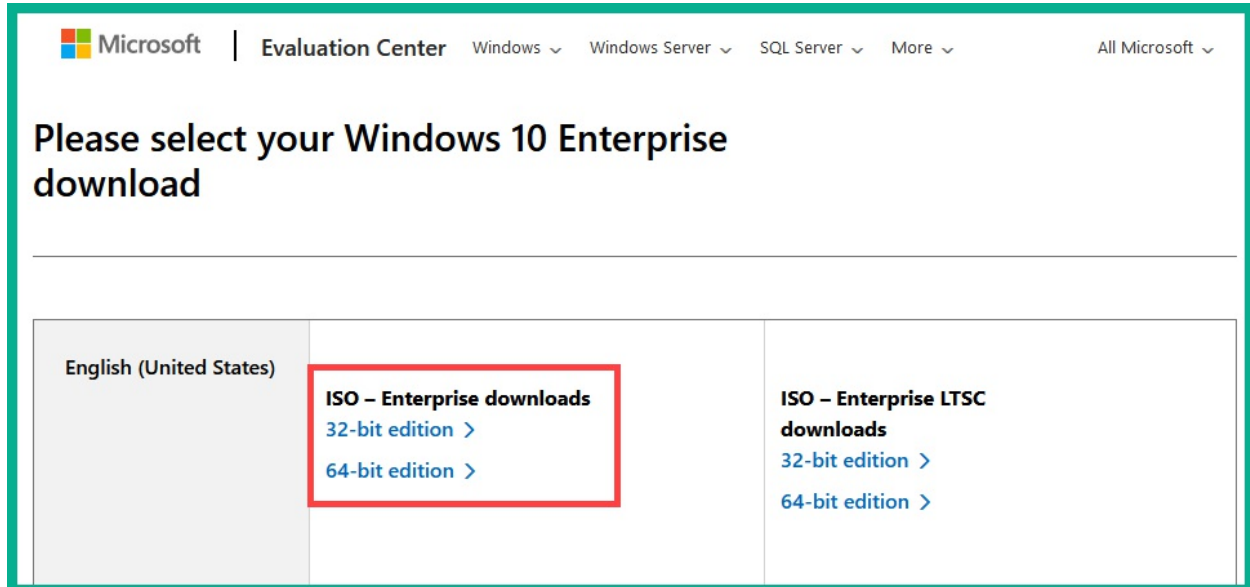 Microsoft | Evaluation Center Windows Windows Server SQL Server More All Microsoft
Please select your Windows 10 Enterprise
download
English (United States)
ISO – Enterprise downloads
32-bit edition
64-bit edition
ISO – Enterprise LTSC
downloads
32-bit edition
64-bit edition